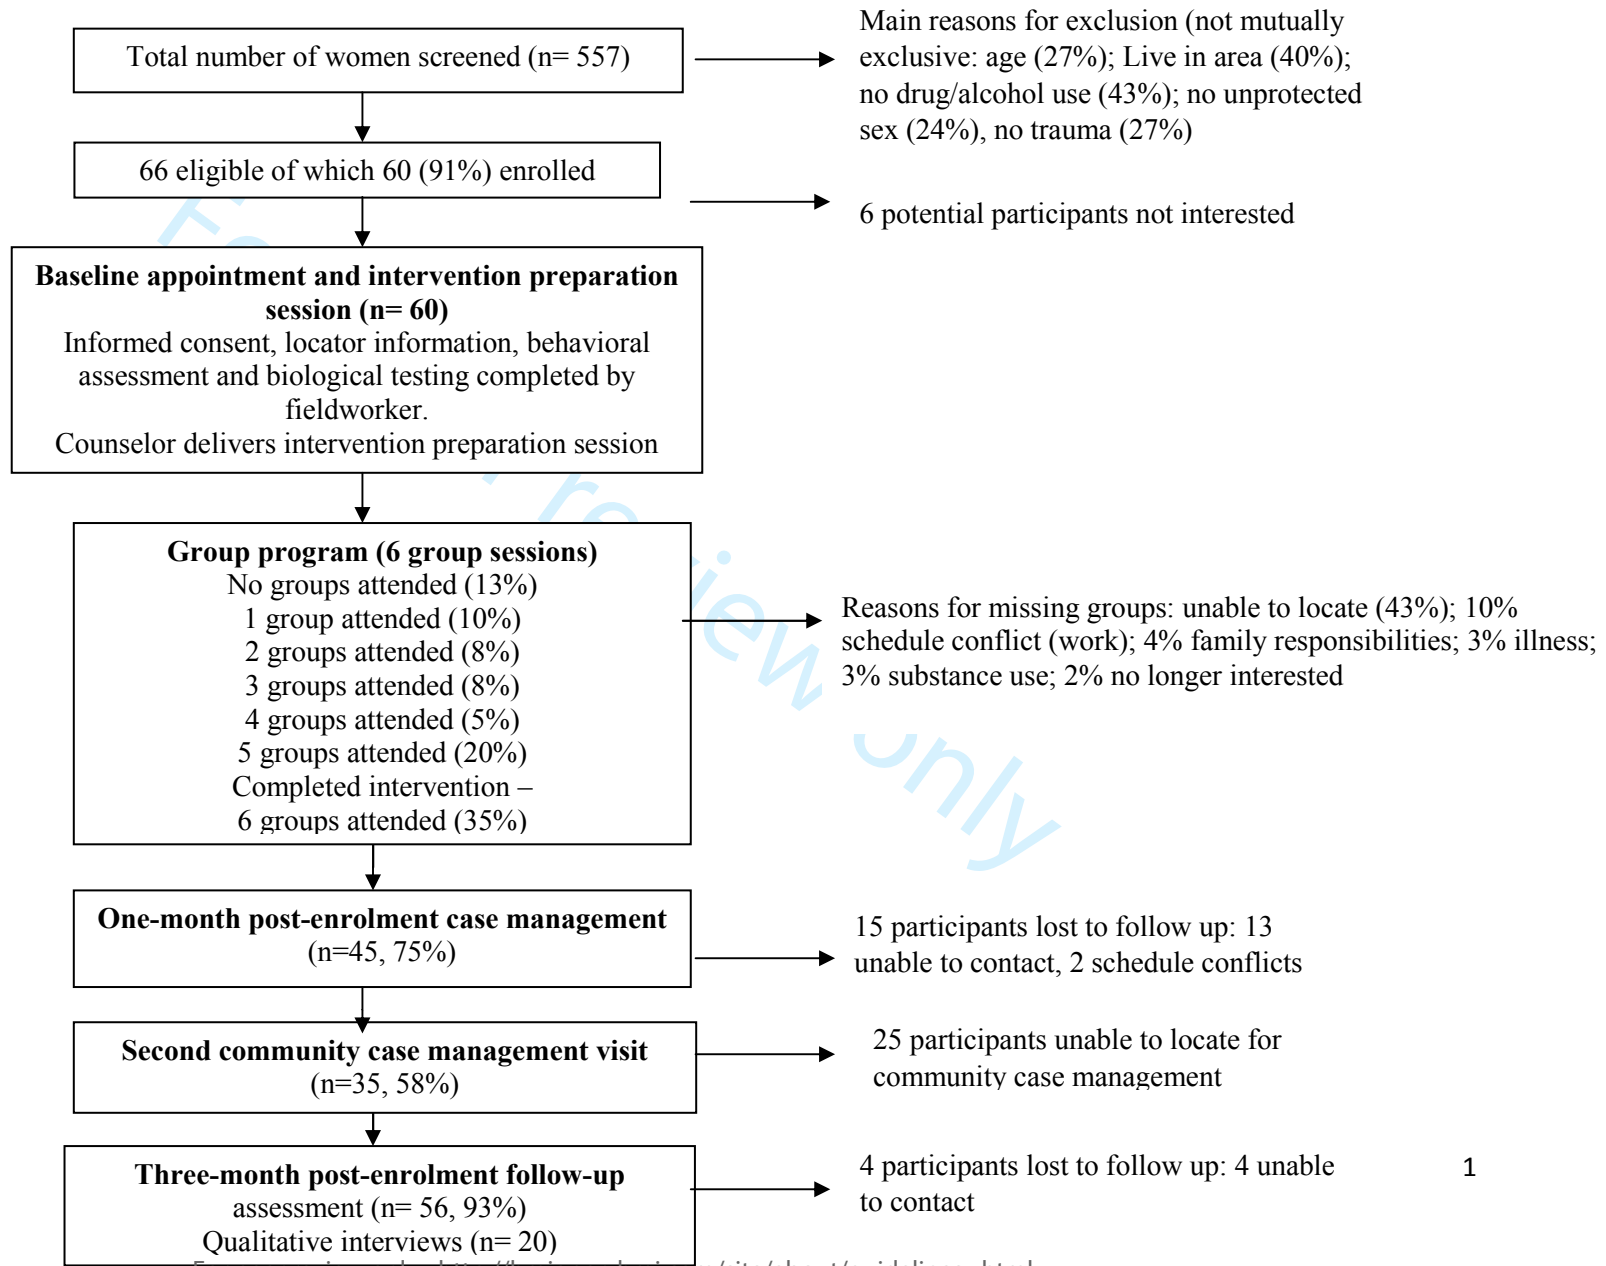 Total number of women screened (n= 557)
Main reasons for exclusion (not mutually
exclusive: age (27%); Live in area (40%);
no drug/alcohol use (43%); no unprotected
sex (24%), no trauma (27%)
66 eligible of which 60 (91%) enrolled
6 potential participants not interested
Baseline appointment and intervention preparation
session (n= 60)
Informed consent, locator information, behavioral
assessment and biological testing completed by
fieldworker.
Counselor delivers intervention preparation session
Group program (6 group sessions)
No groups attended (13%)
1 group attended (10%)
2 groups attended (8%)
3 groups attended (8%)
4 groups attended (5%)
5 groups attended (20%)
Completed intervention –
6 groups attended (35%)
Reasons for missing groups: unable to locate (43%); 10%
schedule conflict (work); 4% family responsibilities; 3% illness;
3% substance use; 2% no longer interested
One-month post-enrolment case management
(n=45, 75%)
15 participants lost to follow up: 13
unable to contact, 2 schedule conflicts
Second community case management visit
(n=35, 58%)
25 participants unable to locate for
community case management
Three-month post-enrolment follow-up
assessment (n= 56, 93%)
Qualitative interviews (n= 20)
4 participants lost to follow up: 4 unable
to contact
1
only